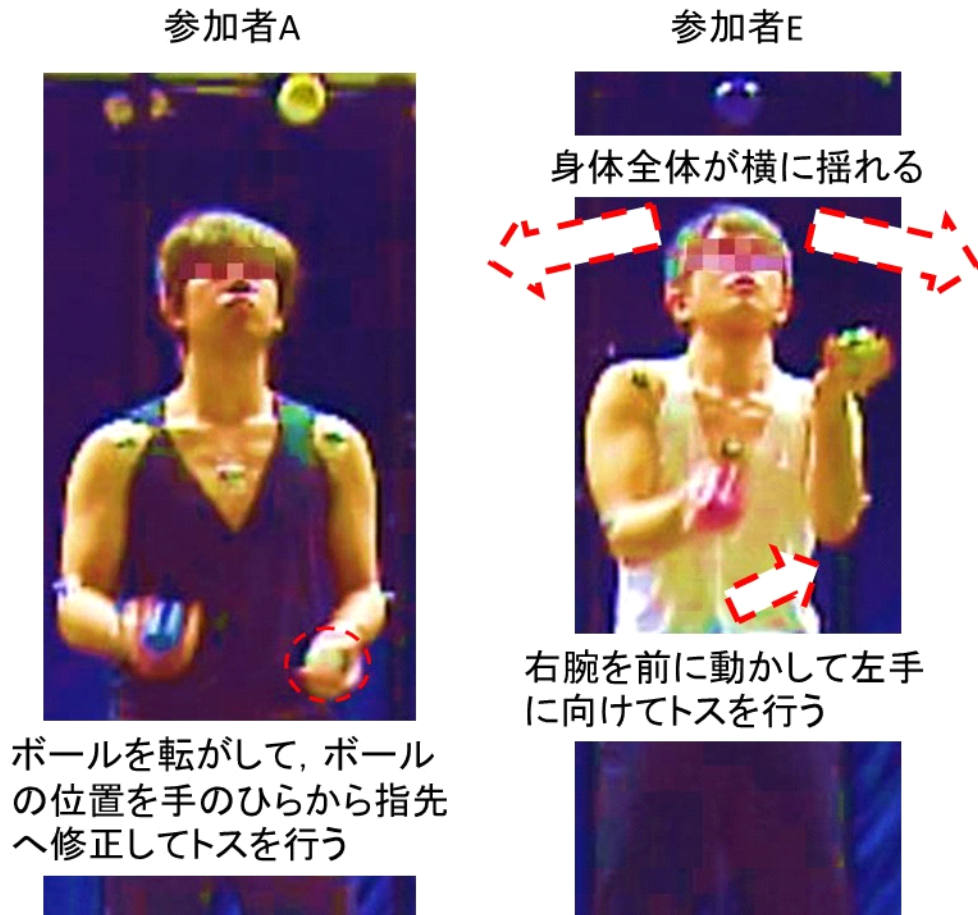 参加者A
ボールを転がして，ボール
の位置を手のひらから指先
へ修正してトスを行う
参加者E
身体全体が横に揺れる
右腕を前に動かして左手
に向けてトスを行う